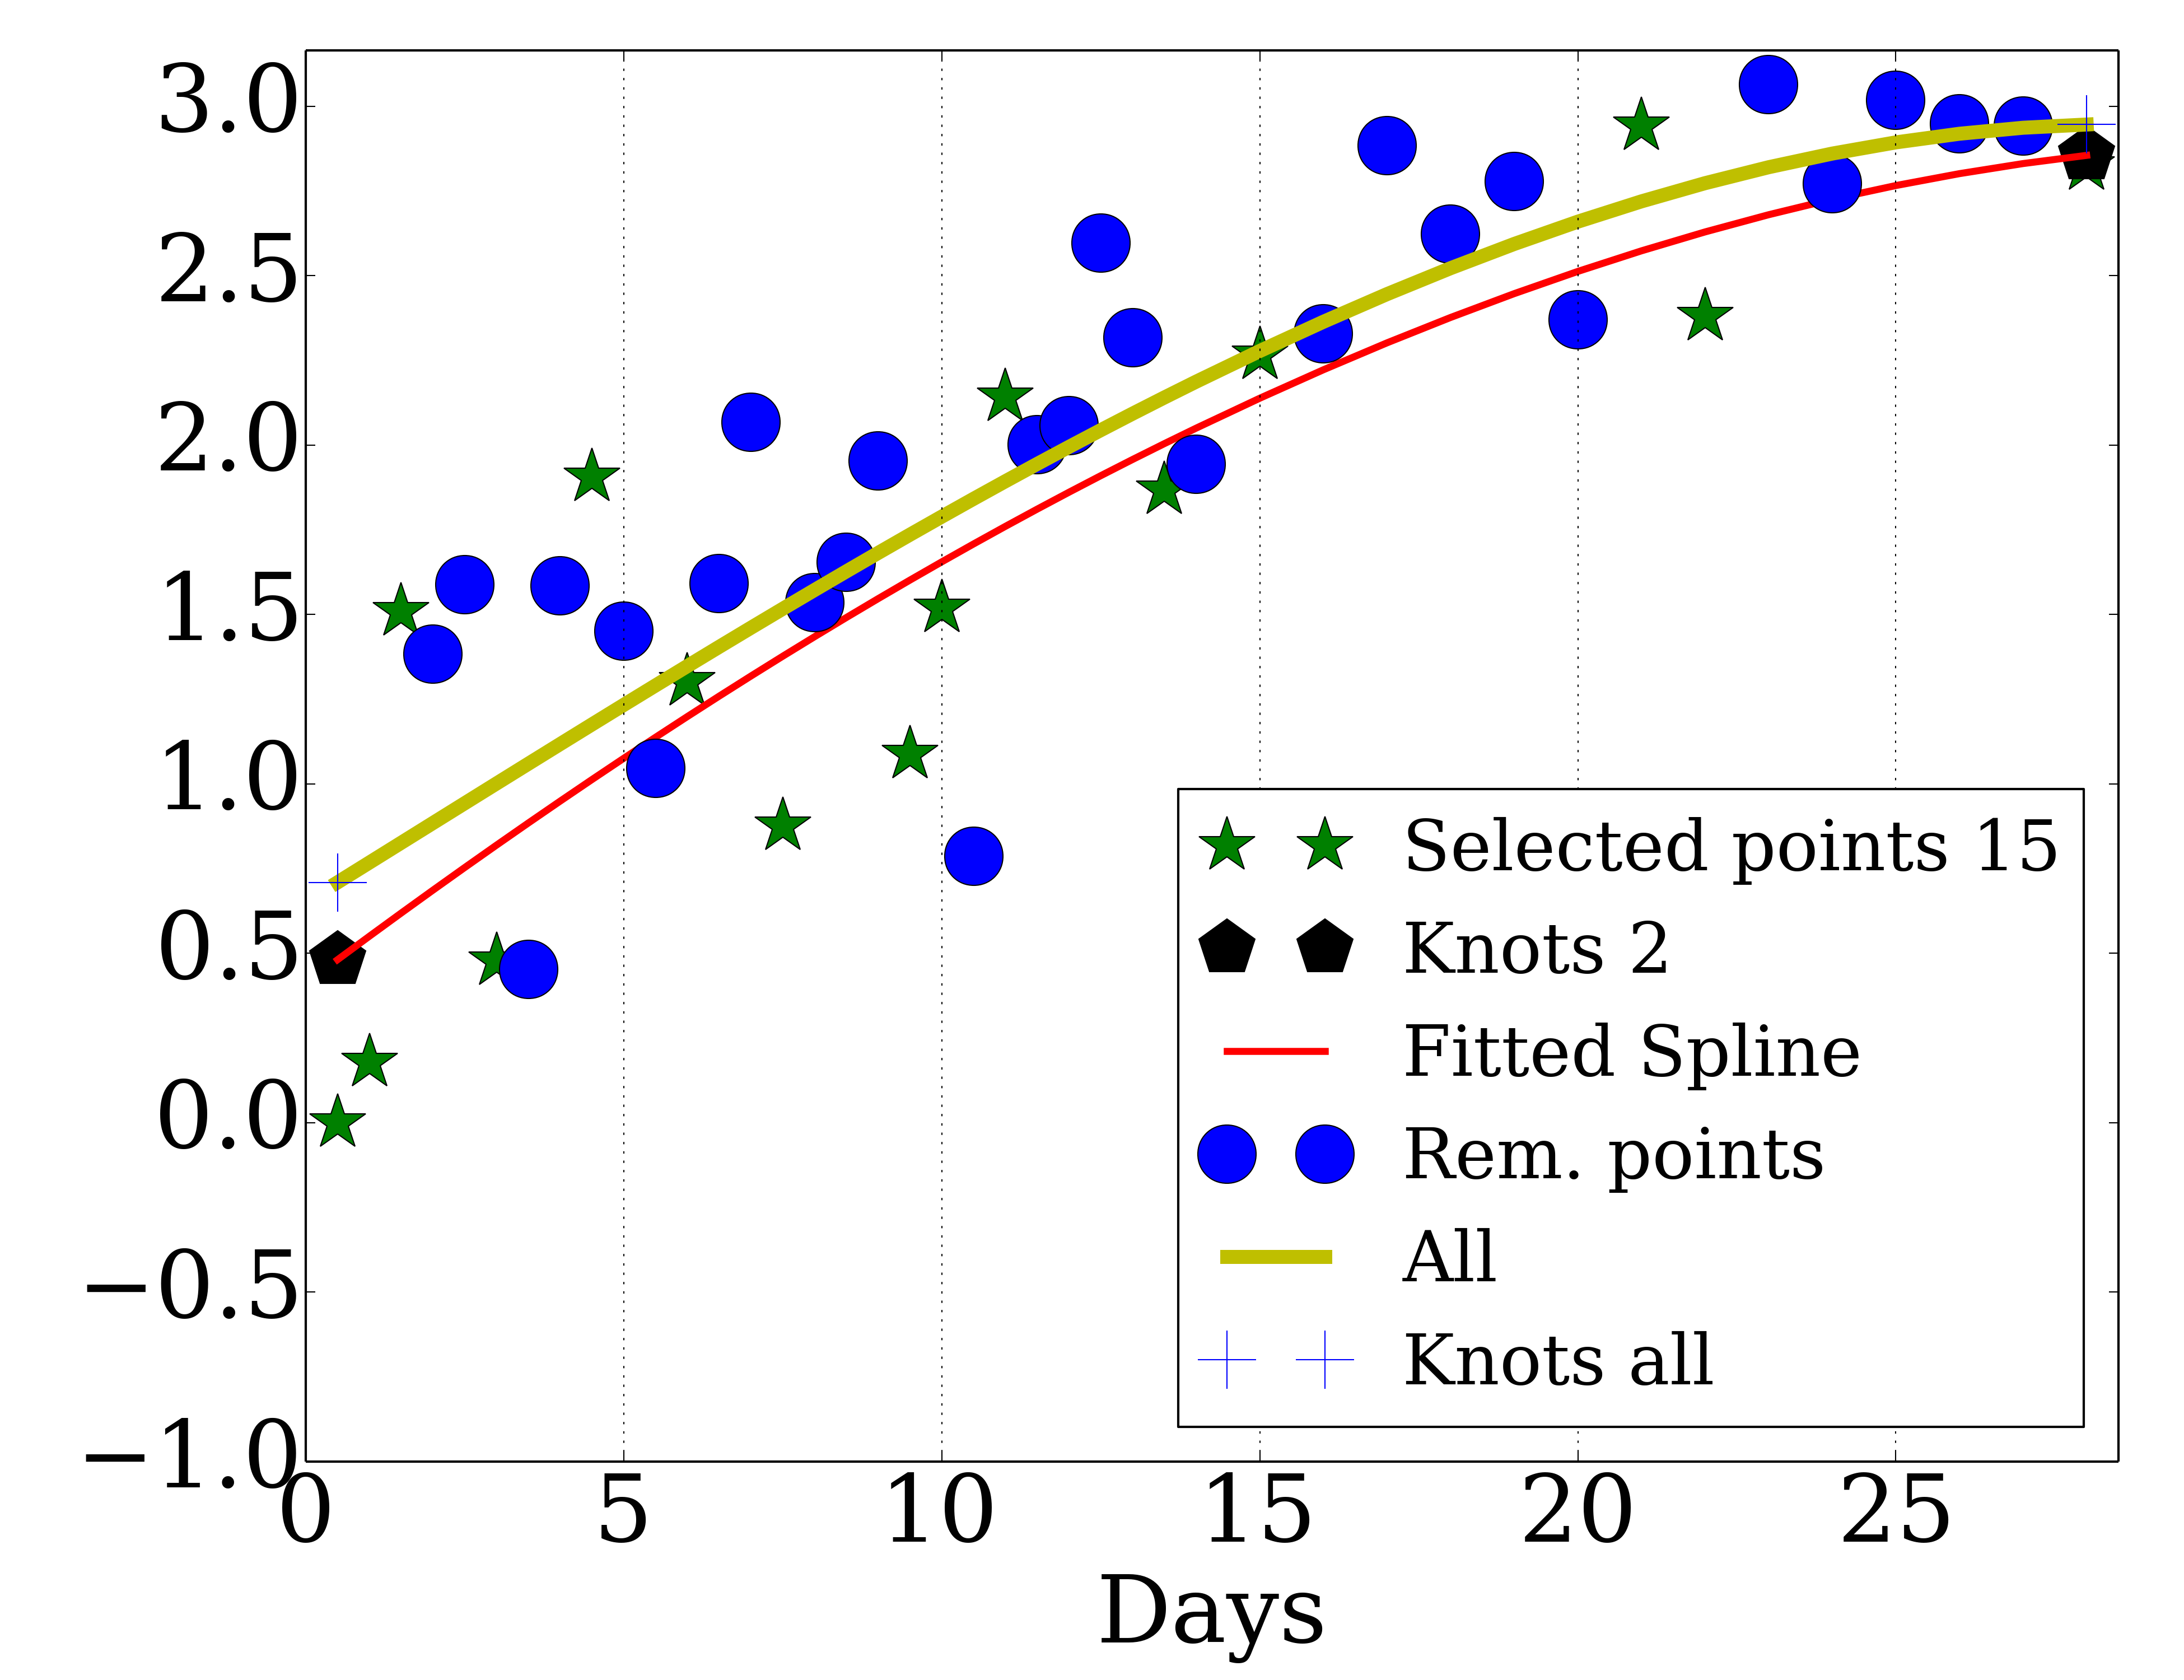 3.0
2.5
2.0
1.5
1.0
0.5
0.0
−0.5
−1.0
0 5 10 15 20 25
Days
Selected points 15
Knots 2
Fitted Spline
Rem. points
All
Knots all